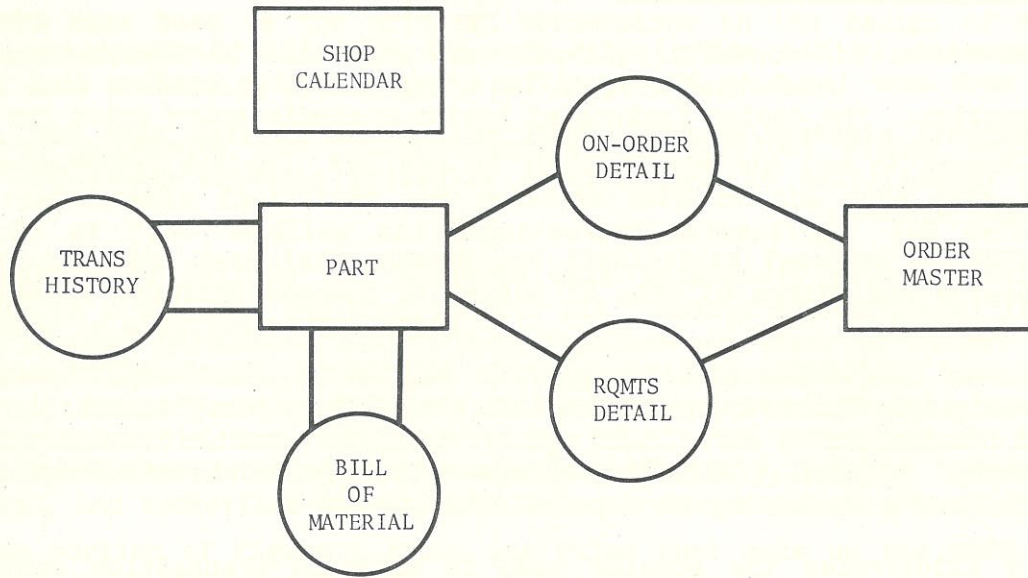 SHOP
CALENDAR
ON-ORDER
DETAIL
TRANS
HISTORY
PART
ORDER
MASTER
RQMTS
DETAIL
BILL
OF
MATERIAL